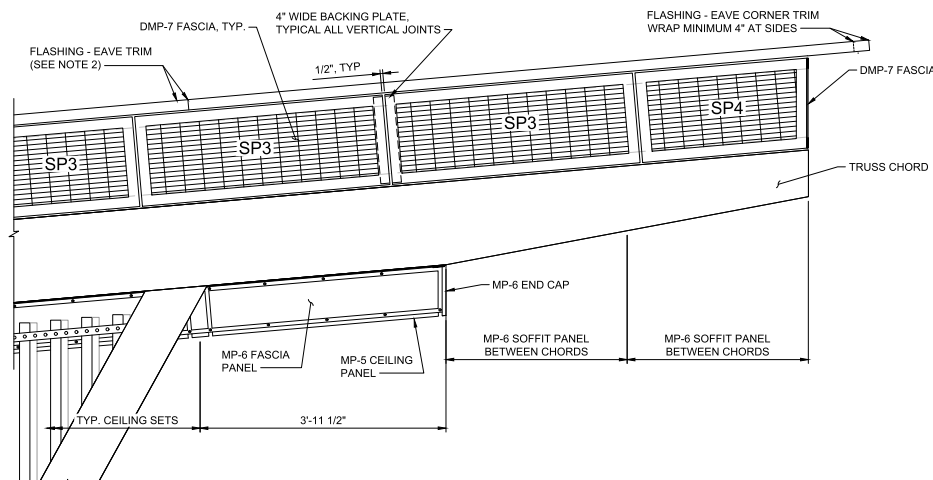 DMP-7 FASCIA, TYP.
4" WIDE BACKING PLATE,
TYPICAL ALL VERTICAL JOINTS
FLASHING - EAVE CORNER TRIM
WRAP MINIMUM 4" AT SIDES
FLASHING - EAVE TRIM
(SEE NOTE 2)
1/2", TYP
DMP-7 FASCIA
SP4
SP3
SP3
SP3
TRUSS CHORD
MP-6 END CAP
MP-6 FASCIA
PANEL
MP-5 CEILING
PANEL
MP-6 SOFFIT PANEL
BETWEEN CHORDS
MP-6 SOFFIT PANEL
BETWEEN CHORDS
TYP. CEILING SETS
3'-11 1/2"